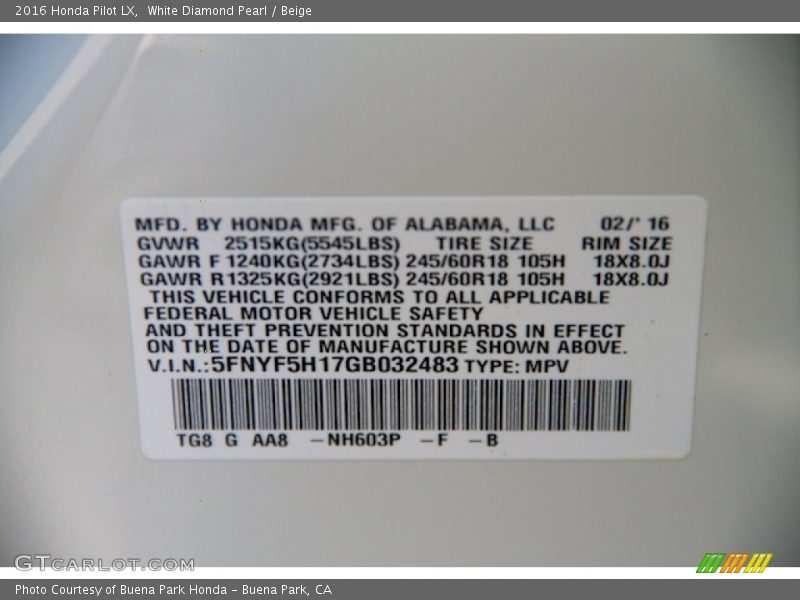 2016 Honda Pilot LX, White Diamond Pearl / Beige
MFD. BY HONDA MFG. OF ALABAMA, LLC 02/' 16
GVWR 2515KG(5545LBS) TIRE SIZE RIM SIZE
GAWR F 1240KG(2734LBS) 245/60R18 105H 18X8.0J
GAWR R1325KG(2921LBS) 245/60R18 105H 18X8.0J
THIS VEHICLE CONFORMS TO ALL APPLICABLE
FEDERAL MOTOR VEHICLE SAFETY
AND THEFT PREVENTION STANDARDS IN EFFECT
ON THE DATE OF MANUFACTURE SHOWN ABOVE.
V.I.N.:5FNYF5H17GB032483 TYPE: MPV
TG8 G AA8 –NH603P –F –B
GTCARLOT.COM
Photo Courtesy of Buena Park Honda – Buena Park, CA